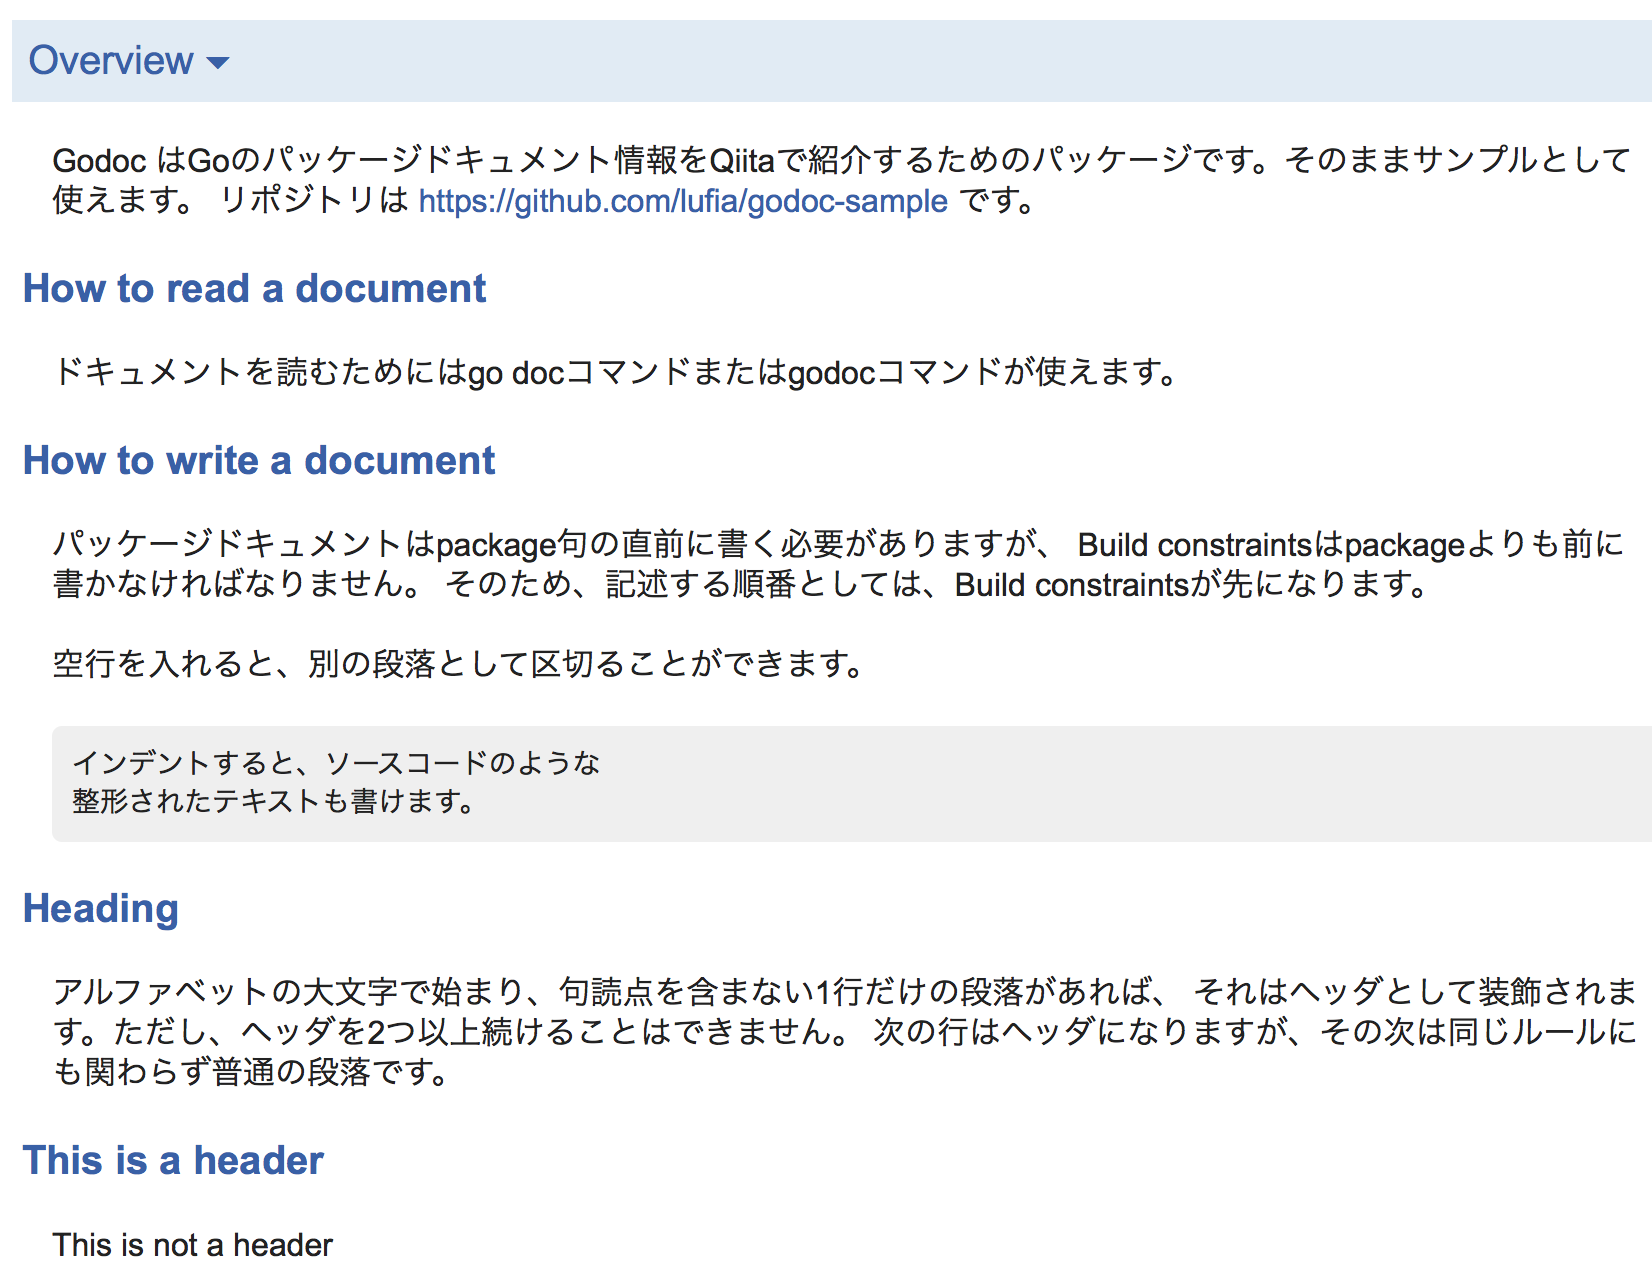 Overview
Godoc はGoのパッケージドキュメント情報をQiitaで紹介するためのパッケージです。そのままサンプルとして
使えます。 リポジトリは https://github.com/lufia/godoc-sample です。
How to read a document
ドキュメントを読むためにはgo docコマンドまたはgodocコマンドが使えます。
How to write a document
パッケージドキュメントはpackage句の直前に書く必要がありますが、 Build constraintsはpackageよりも前に
書かなければなりません。 そのため、記述する順番としては、Build constraintsが先になります。
空行を入れると、別の段落として区切ることができます。
インデントすると、ソースコードのような
整形されたテキストも書けます。
Heading
アルファベットの大文字で始まり、句読点を含まない1行だけの段落があれば、 それはヘッダとして装飾されま
す。ただし、ヘッダを2つ以上続けることはできません。 次の行はヘッダになりますが、その次は同じルールに
も関わらず普通の段落です。
This is a header
This is not a header